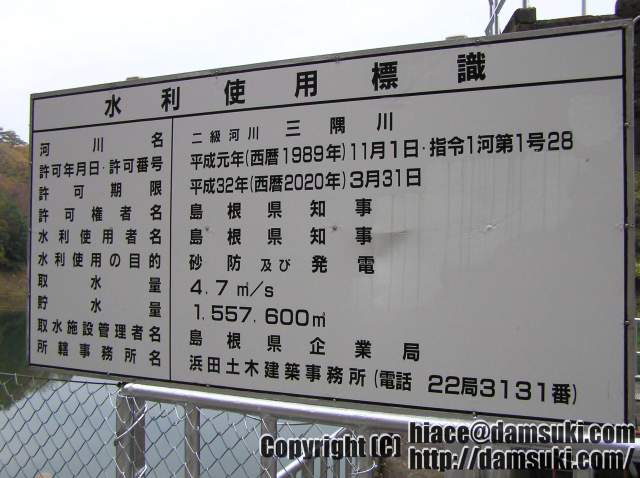 水利使用標識
河川名 二級河川 三隅川
許可年月日・許可番号 平成元年(西暦1989年)11月1日・指令1河第1号28
許可期限 平成32年(西暦2020年)3月31日
許可権者名 島根県知事
水利使用者名 島根県知事
水利使用の目的 砂防及び発電
取水量 4.7㎥/s
貯水量 1,557,600㎥
取水施設管理者名 島根県企業局
所轄事務所名 浜田土木建築事務所(電話 22局3131番)
Copyright (C) hiace@damsuki.com
http://damsuki.com/